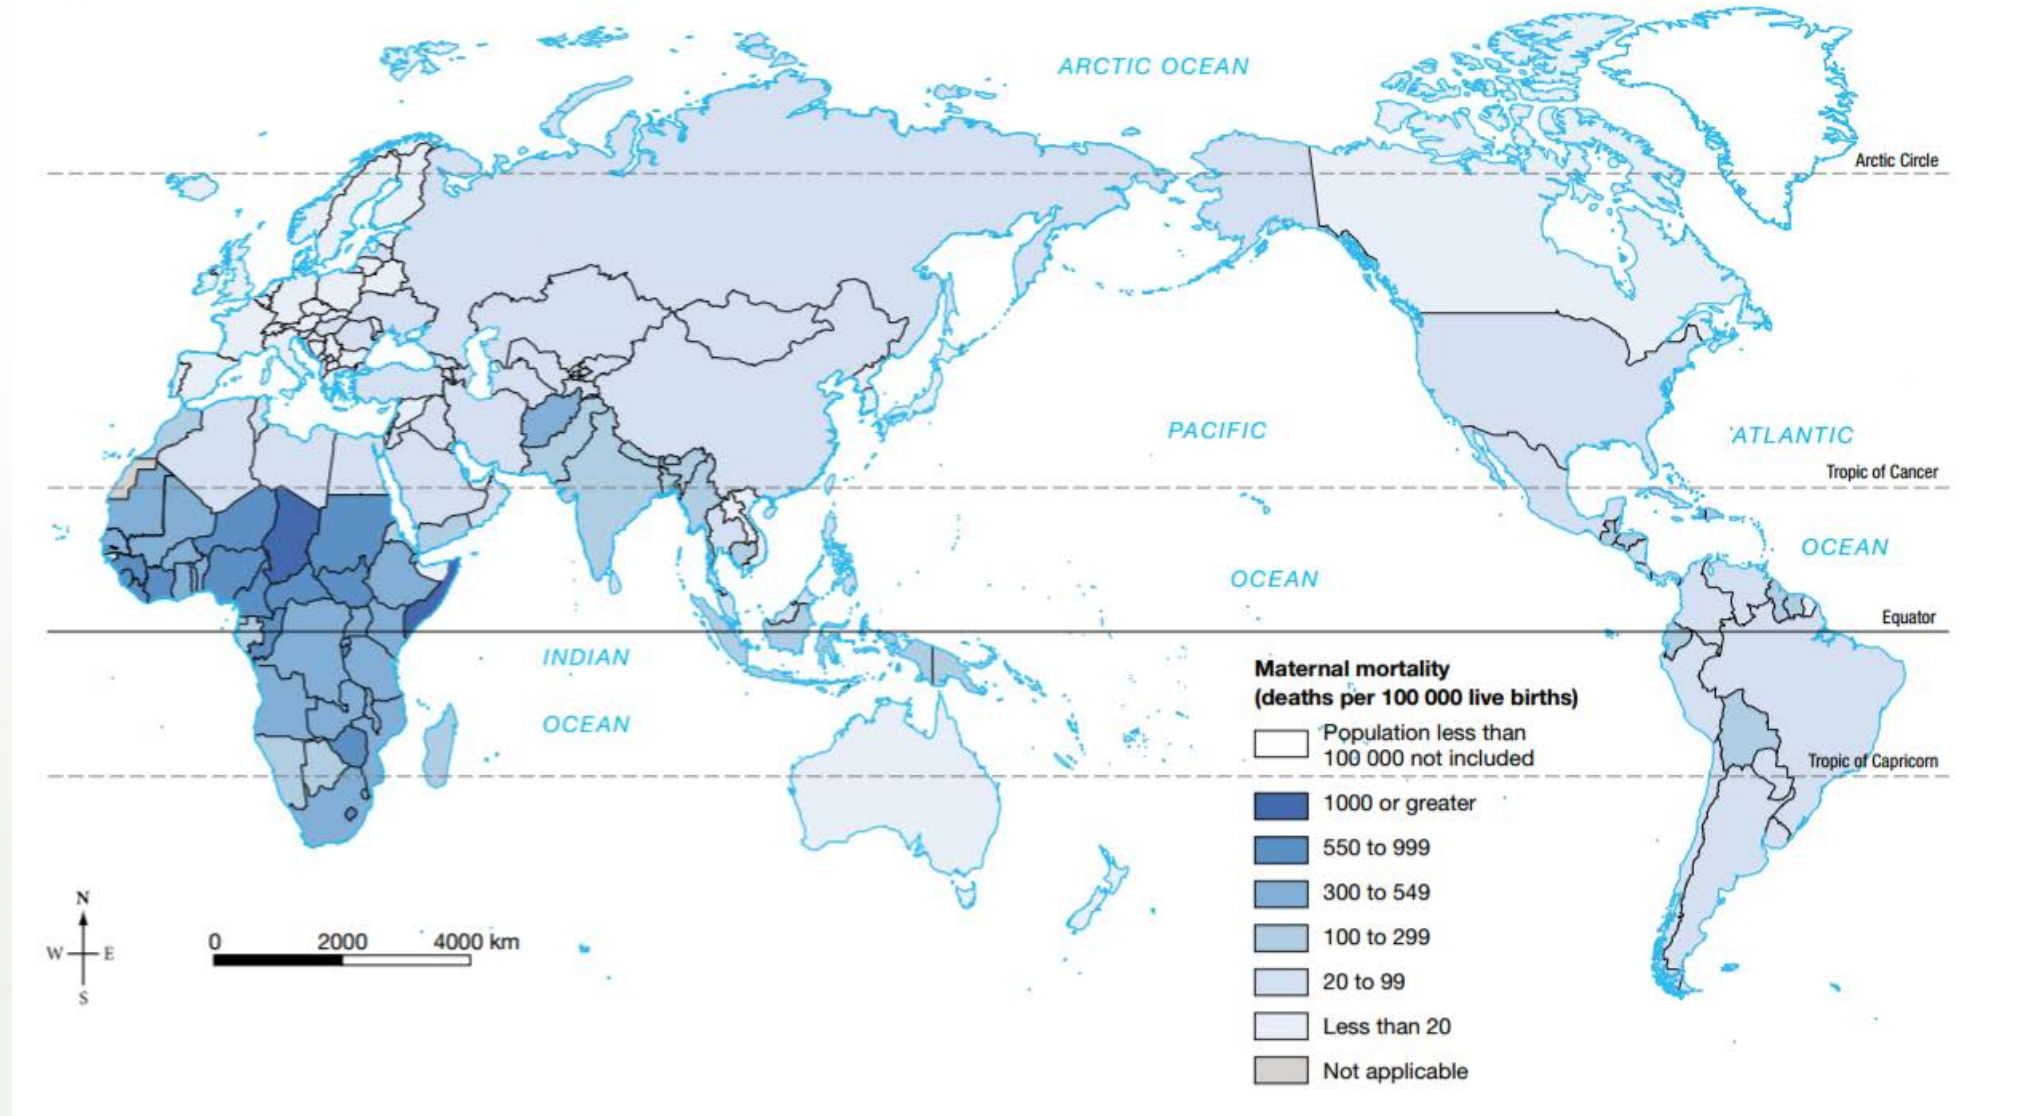 ARCTIC OCEAN
Arctic Circle
PACIFIC
ATLANTIC
Tropic of Cancer
OCEAN
OCEAN
Equator
INDIAN
OCEAN
Maternal mortality
(deaths per 100 000 live births)
Population less than
100 000 not included
Tropic of Capricorn
1000 or greater
550 to 999
300 to 549
100 to 299
20 to 99
Less than 20
Not applicable
N
W E
S
0 2000 4000 km